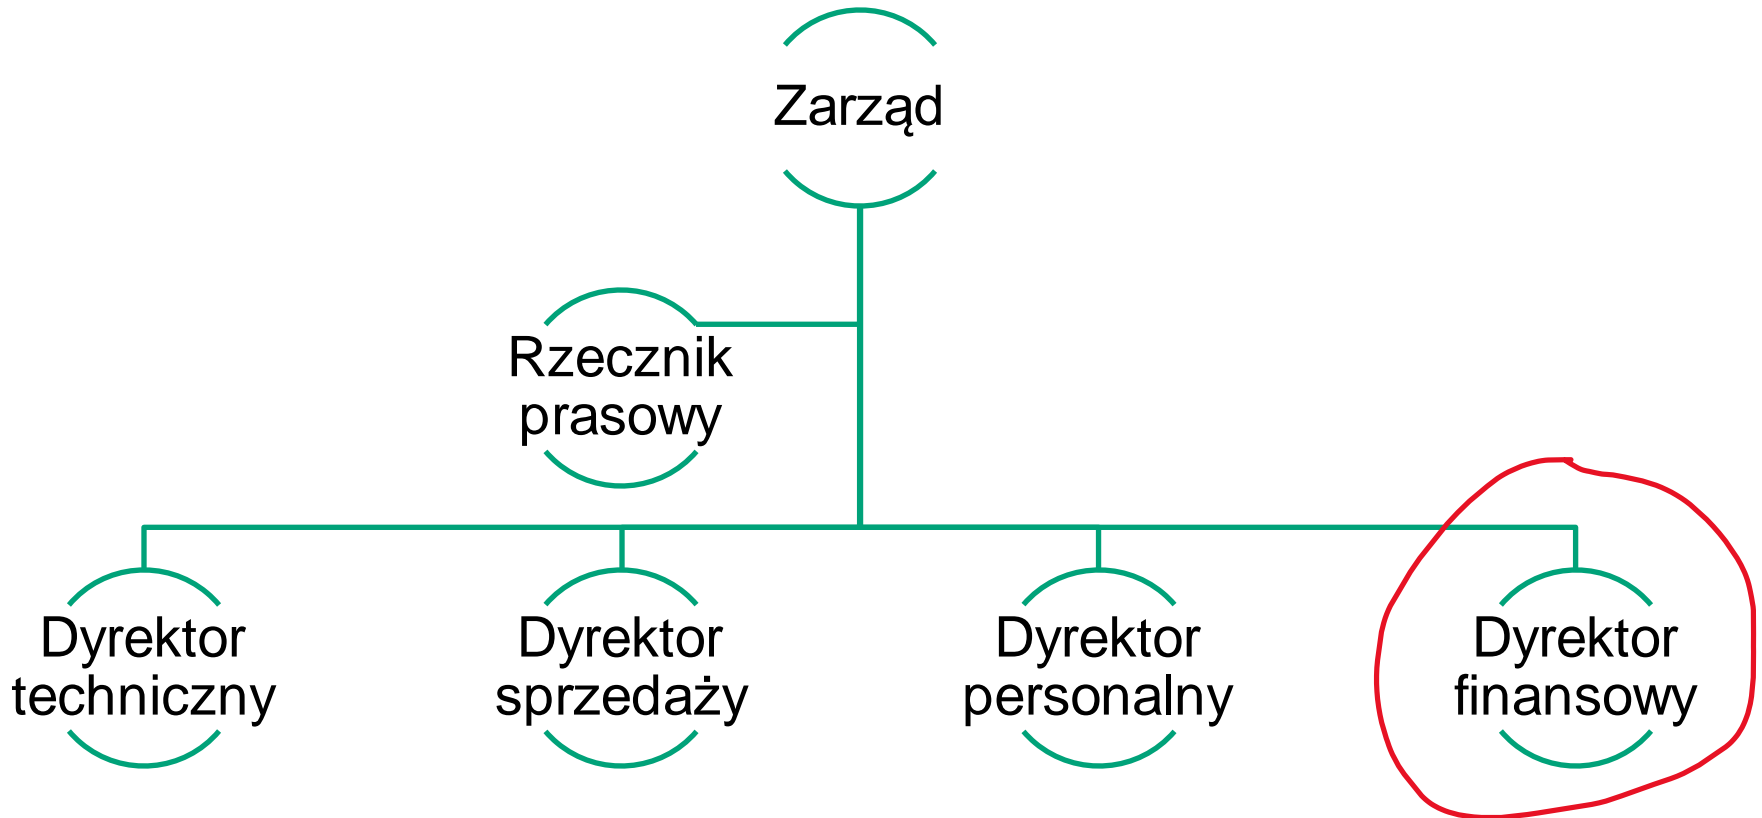 Zarząd
Rzecznik
prasowy
Dyrektor
techniczny
Dyrektor
sprzedaży
Dyrektor
personalny
Dyrektor
finansowy